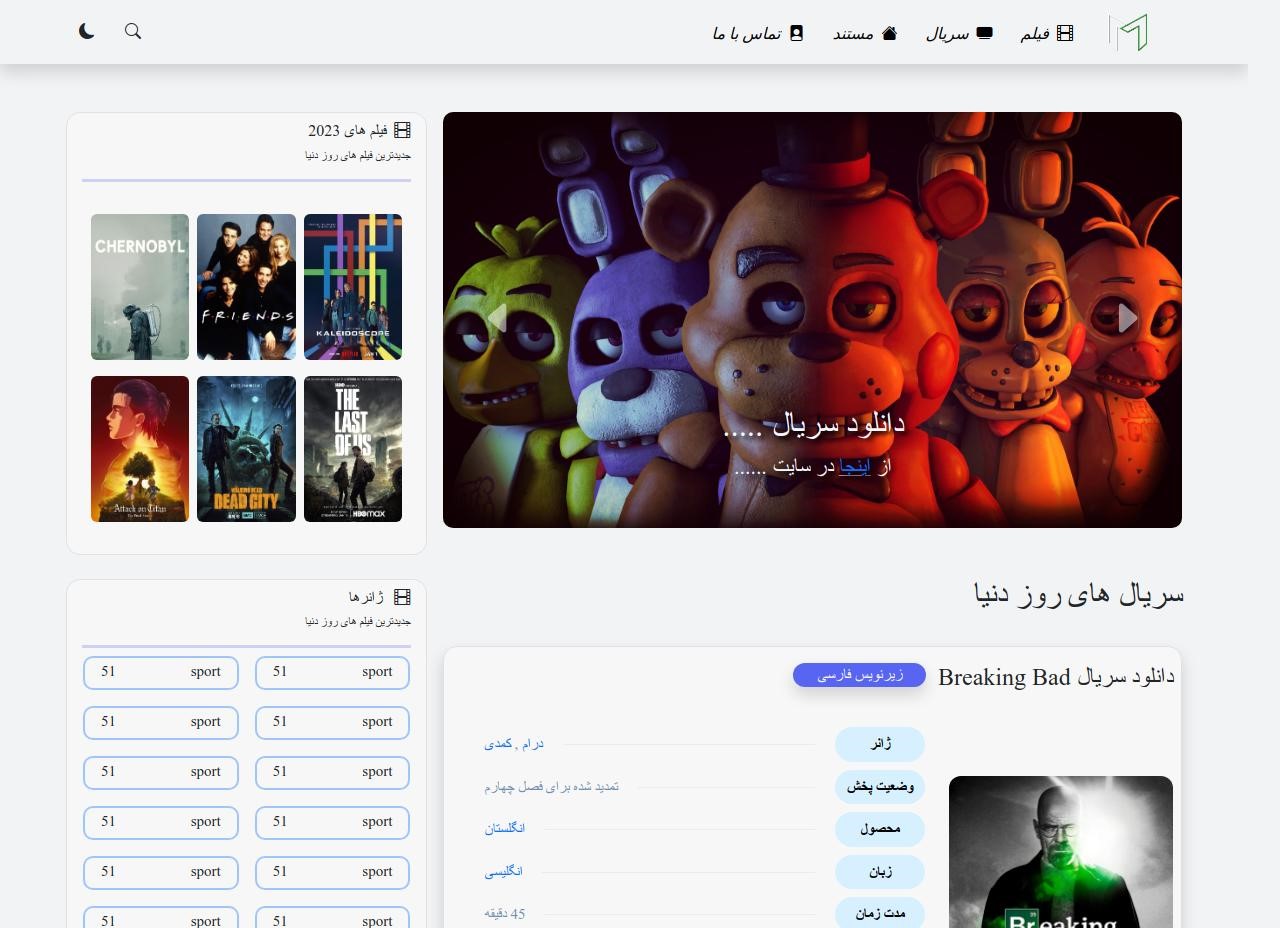 فیلم
سریال
مستند
تماس با ما
دانلود سریال .....
از اینجا در سایت ......
فیلم های 2023
جدیدترین فیلم های روز دنیا
KALEIDOSCOPE
F·R·I·E·N·D·S
CHERNOBYL
THE
LAST
OF US
HBOMAX
DEAD CITY
Attack on Titan
سریال های روز دنیا
دانلود سریال Breaking Bad
زیرنویس فارسی
ژانر
درام , کمدی
وضعیت پخش
تمدید شده برای فصل چهارم
محصول
انگلستان
زبان
انگلیسی
مدت زمان
45 دقیقه
Breaking
ژانرها
جدیدترین فیلم های روز دنیا
sport 51
sport 51
sport 51
sport 51
sport 51
sport 51
sport 51
sport 51
sport 51
sport 51
sport 51
sport 51